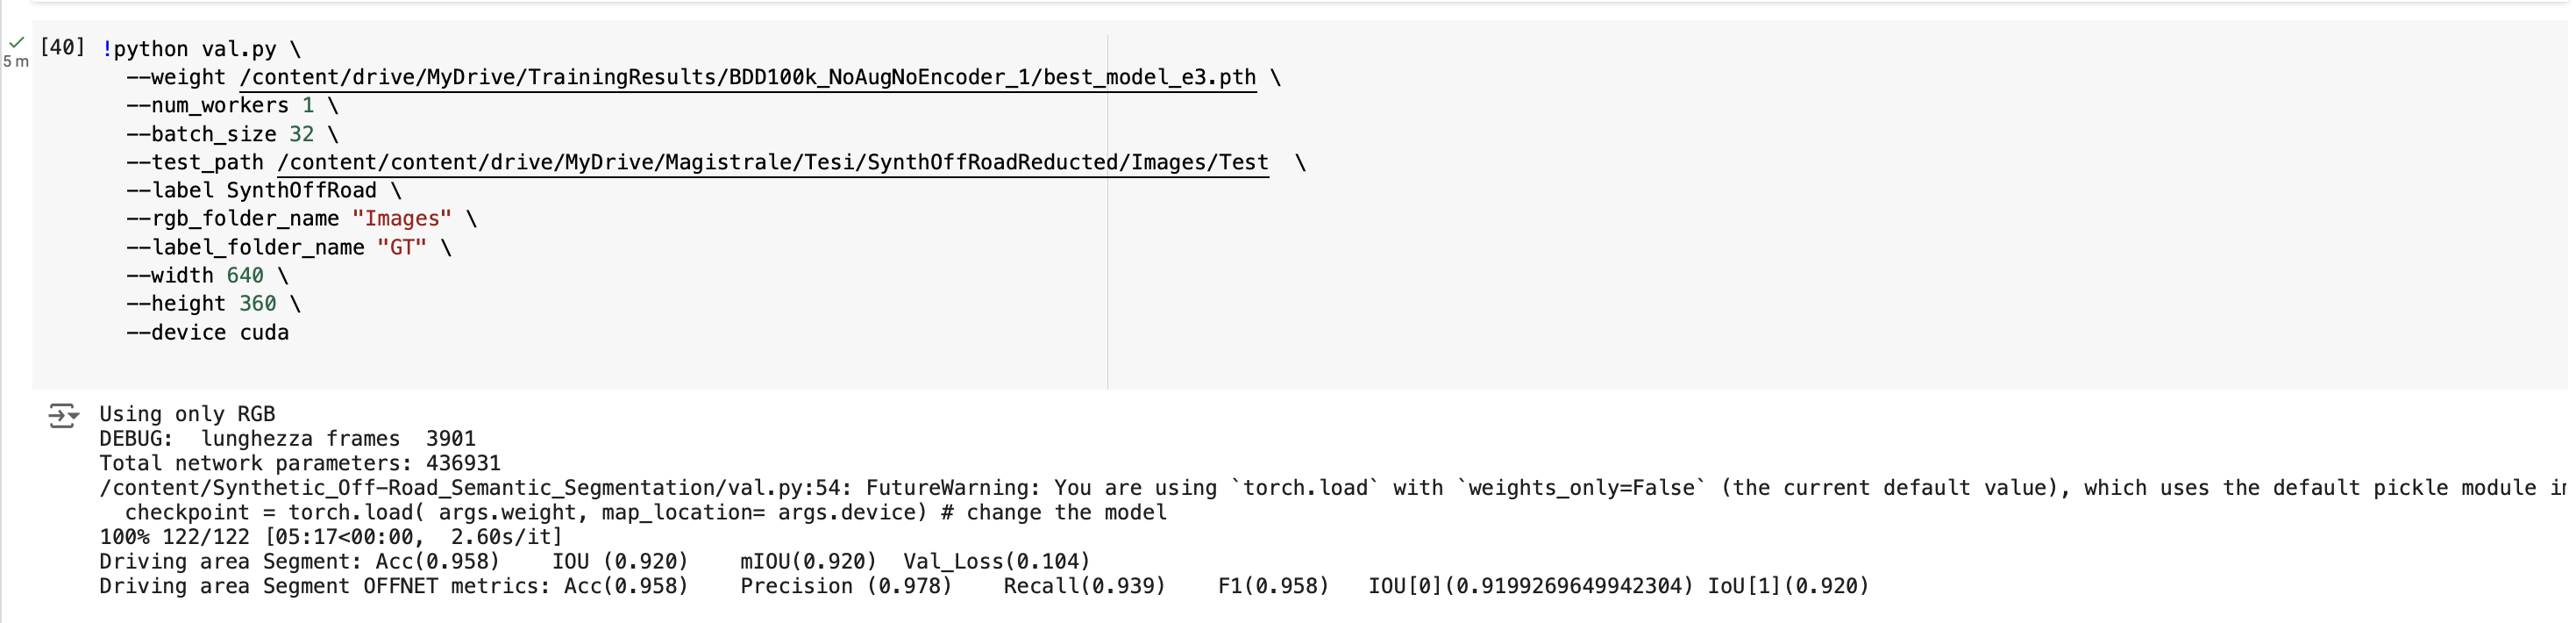 [40] !python val.py \
5 m
--weight /content/drive/MyDrive/TrainingResults/BDD100k_NoAugNoEncoder_1/best_model_e3.pth \
--num_workers 1 \
--batch_size 32 \
--test_path /content/content/drive/MyDrive/Magistrale/Tesi/SynthOffRoadReducted/Images/Test  \
--label SynthOffRoad \
--rgb_folder_name "Images" \
--label_folder_name "GT" \
--width 640 \
--height 360 \
--device cuda
Using only RGB
DEBUG:  lunghezza frames  3901
Total network parameters: 436931
/content/Synthetic_Off-Road_Semantic_Segmentation/val.py:54: FutureWarning: You are using `torch.load` with `weights_only=False` (the current default value), which uses the default pickle module
checkpoint = torch.load( args.weight, map_location= args.device) # change the model
100% 122/122 [05:17<00:00,  2.60s/it]
Driving area Segment: Acc(0.958)    IOU (0.920)    mIOU(0.920)  Val_Loss(0.104)
Driving area Segment OFFNET metrics: Acc(0.958)    Precision (0.978)    Recall(0.939)    F1(0.958)   IOU[0](0.9199269649942304) IoU[1](0.920)